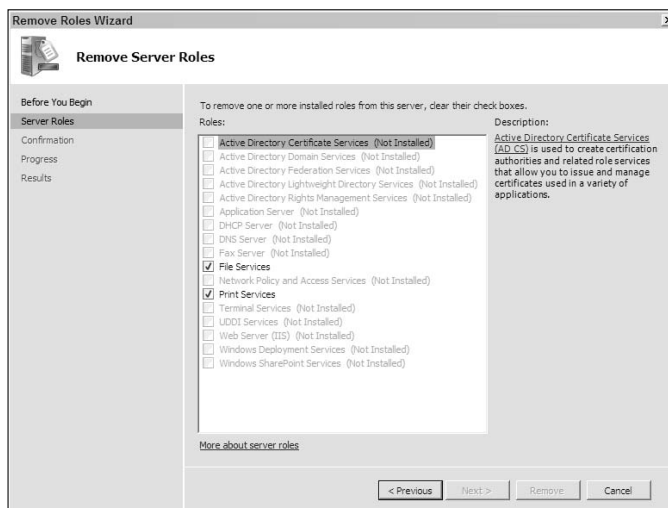 Remove Roles Wizard
Remove Server Roles
Before You Begin
Server Roles
Confirmation
Progress
Results
To remove one or more installed roles from this server, clear their check boxes.
Roles:
Active Directory Certificate Services (Not Installed)
Active Directory Domain Services (Not Installed)
Active Directory Federation Services (Not Installed)
Active Directory Lightweight Directory Services (Not Installed)
Active Directory Rights Management Services (Not Installed)
Application Server (Not Installed)
DHCP Server (Not Installed)
DNS Server (Not Installed)
Fax Server (Not Installed)
File Services
Network Policy and Access Services (Not Installed)
Print Services
Terminal Services (Not Installed)
UDDI Services (Not Installed)
Web Server (IIS) (Not Installed)
Windows Deployment Services (Not Installed)
Windows SharePoint Services (Not Installed)
More about server roles
Description:
Active Directory Certificate Services
(AD CS) is used to create certification
authorities and related role services
that allow you to issue and manage
certificates used in a variety of
applications.
< Previous
Next >
Remove
Cancel